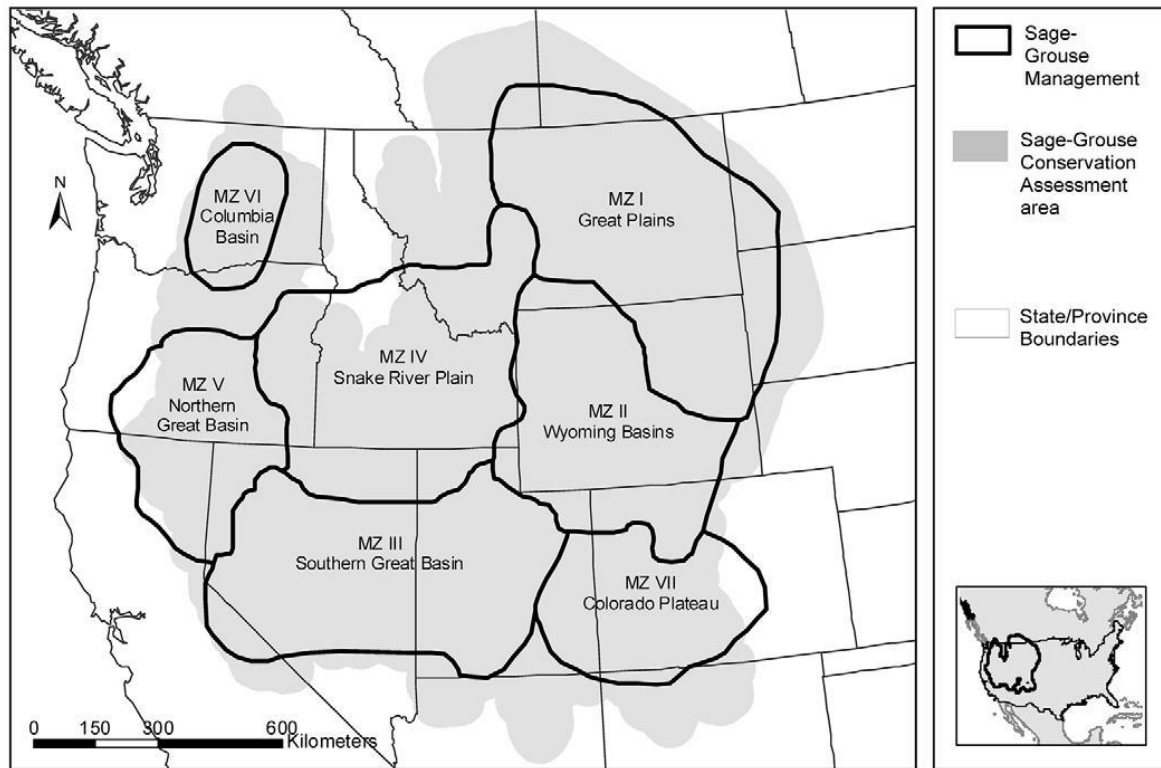 N
MZ VI
Columbia
Basin
MZ I
Great Plains
MZ IV
Snake River Plain
MZ V
Northern
Great Basin
MZ II
Wyoming Basins
MZ III
Southern Great Basin
MZ VII
Colorado Plateau
0 150 300 600
Kilometers
Sage-
Grouse
Management
Sage-Grouse
Conservation
Assessment
area
State/Province
Boundaries